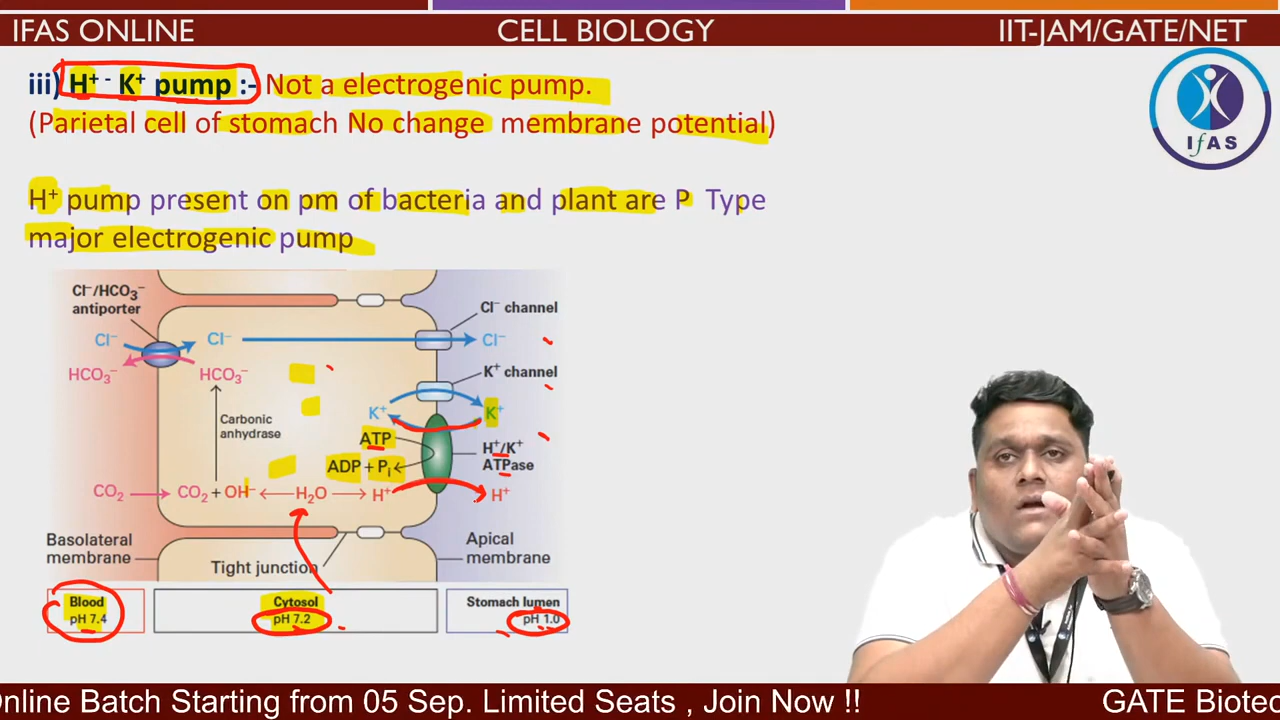 IFAS ONLINE
CELL BIOLOGY
IIT-JAM/GATE/NET
iii) H⁺ - K⁺ pump :- Not a electrogenic pump.
(Parietal cell of stomach No change membrane potential)
H⁺ pump present on pm of bacteria and plant are P Type
major electrogenic pump
IfAS
Cl⁻/HCO₃⁻
antiporter
Cl⁻
Cl⁻
Cl⁻ channel
Cl⁻
HCO₃⁻
HCO₃⁻
K⁺ channel
Carbonic
anhydrase
K⁺
K⁺
ATP
H⁺/K⁺
ATPase
ADP + Pᵢ
CO₂
CO₂ + OH⁻
H₂O
H⁺
H⁺
Basolateral
membrane
Tight junction
Apical
membrane
Blood
pH 7.4
Cytosol
pH 7.2
Stomach lumen
pH 1.0
Online Batch Starting from 05 Sep. Limited Seats , Join Now !!
GATE